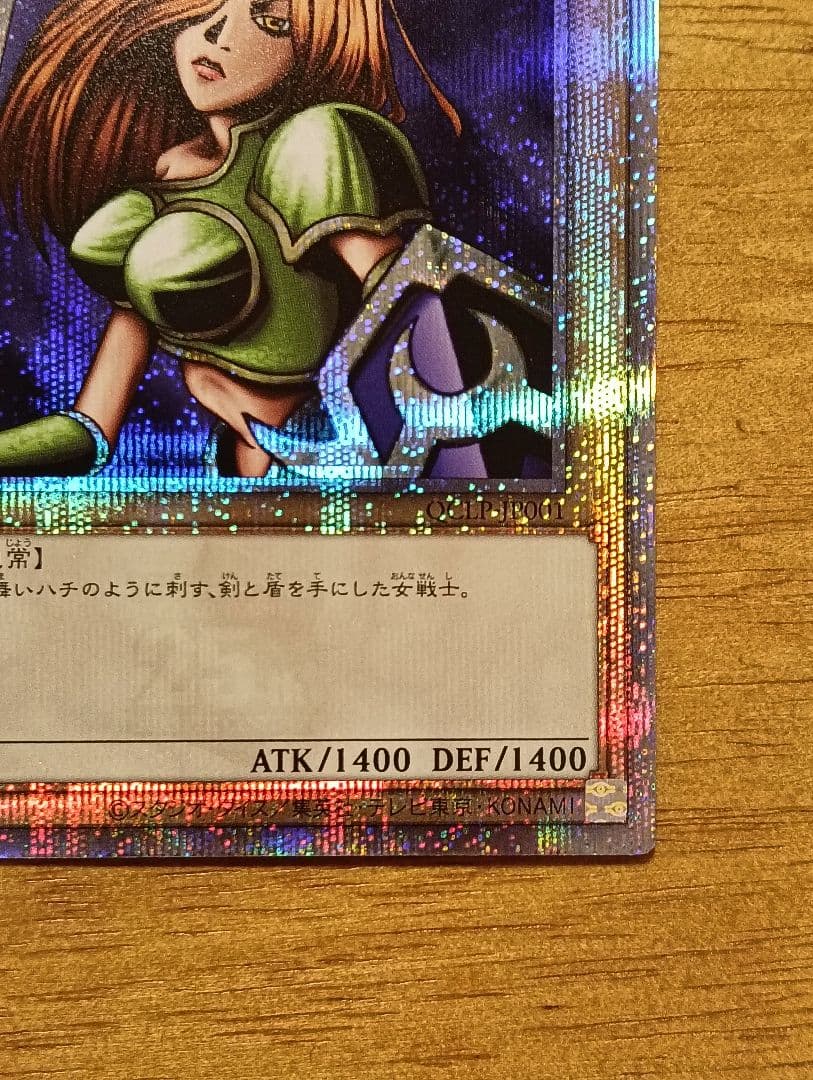 QCLP-JP001
常】
舞いハチのように刺す、剣と盾を手にした女戦士。
ATK/1400 DEF/1400
©スタジオ・ダイス／集英社・テレビ東京・KONAMI